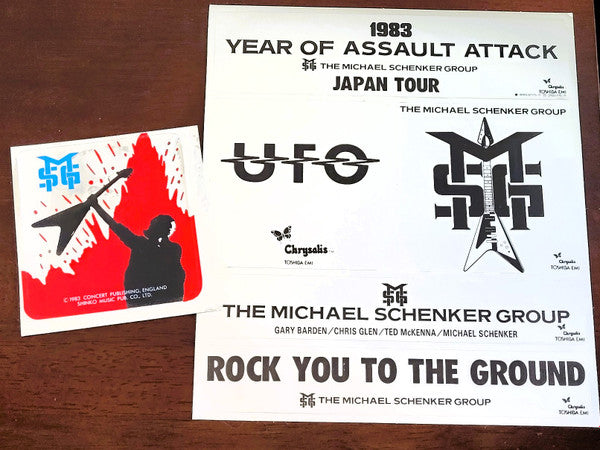 MSG
© 1983 CONCERT PUBLISHING, ENGLAND
SHINKO MUSIC PUB. CO., LTD.
1983
YEAR OF ASSAULT ATTACK
MSG THE MICHAEL SCHENKER GROUP
JAPAN TOUR
Chrysalis
TOSHIBA EMI
UFO
Chrysalis™
TOSHIBA EMI
THE MICHAEL SCHENKER GROUP
MSG
Chrysalis
TOSHIBA EMI
MSG
THE MICHAEL SCHENKER GROUP
GARY BARDEN/CHRIS GLEN/TED McKENNA/MICHAEL SCHENKER
Chrysalis
TOSHIBA EMI
ROCK YOU TO THE GROUND
MSG THE MICHAEL SCHENKER GROUP
Chrysalis
TOSHIBA EMI